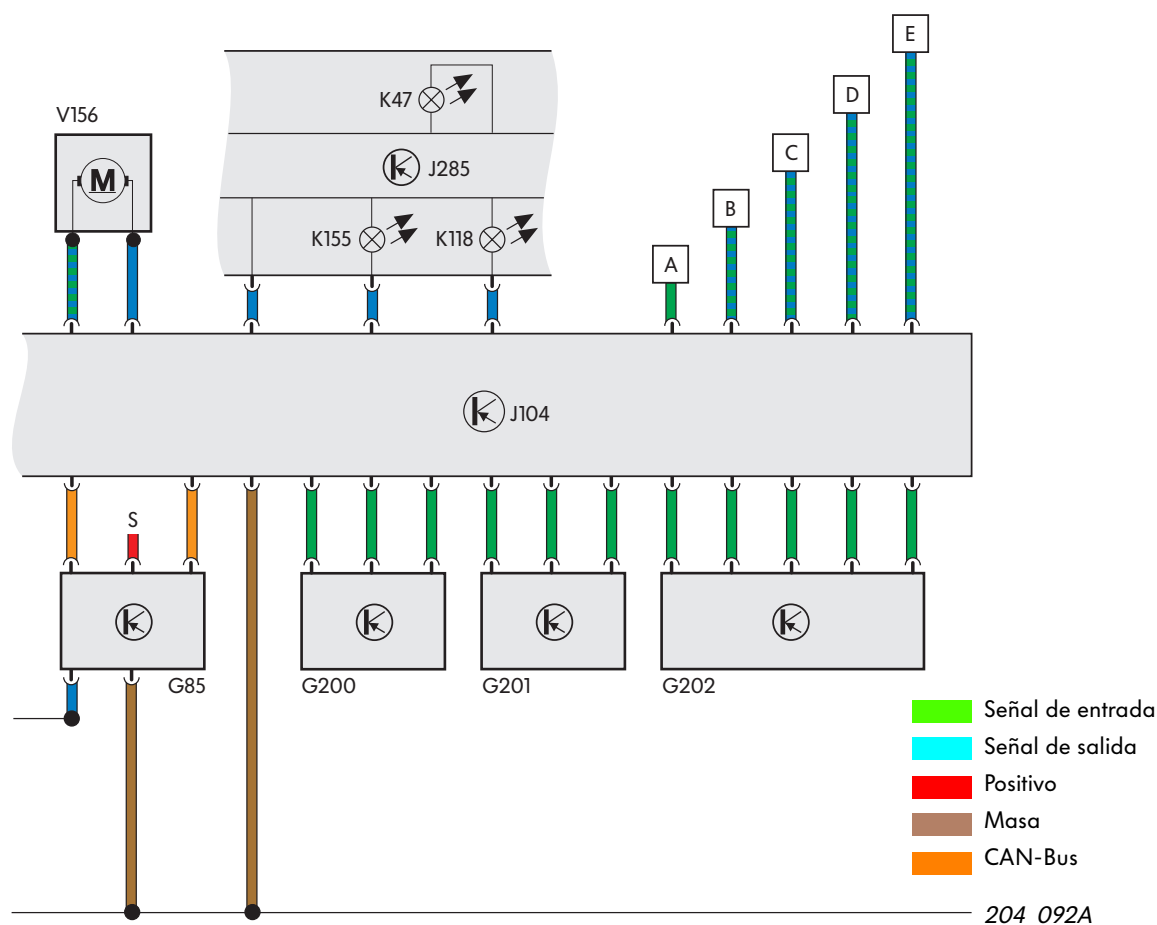 E
D
K47
V156
C
M
J285
B
K155
K118
A
J104
S
G85
G200
G201
G202
Señal de entrada
Señal de salida
Positivo
Masa
CAN-Bus
204 092A